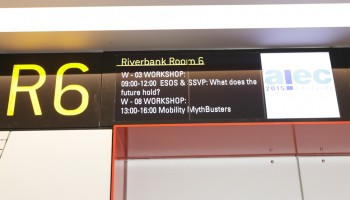 R6
Riverbank Room 6
W - 03 WORKSHOP:
09:00-12:00 ESOS & SSVP: What does the
future hold?
W - 08 WORKSHOP:
13:00-16:00 Mobility MythBusters
aiec
2015